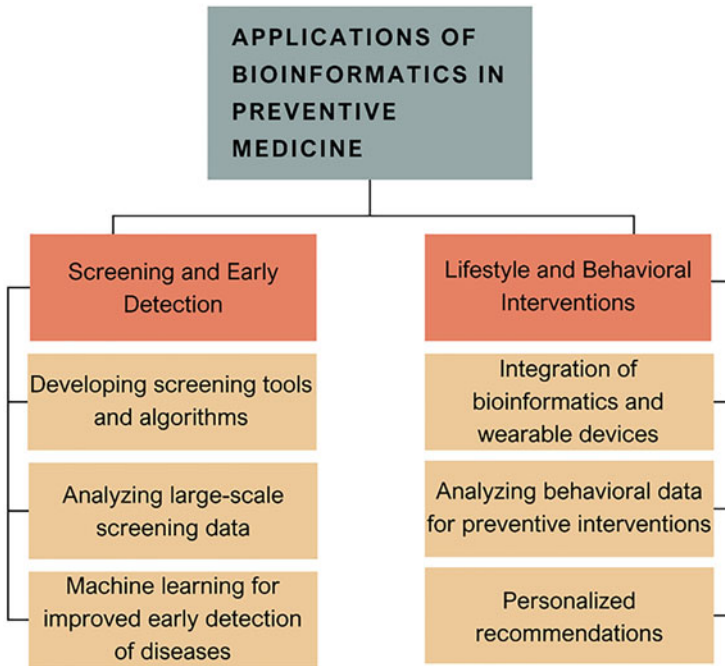 APPLICATIONS OF
BIOINFORMATICS IN
PREVENTIVE
MEDICINE
Screening and Early
Detection
Developing screening tools
and algorithms
Analyzing large-scale
screening data
Machine learning for
improved early detection
of diseases
Lifestyle and Behavioral
Interventions
Integration of
bioinformatics and
wearable devices
Analyzing behavioral data
for preventive interventions
Personalized
recommendations